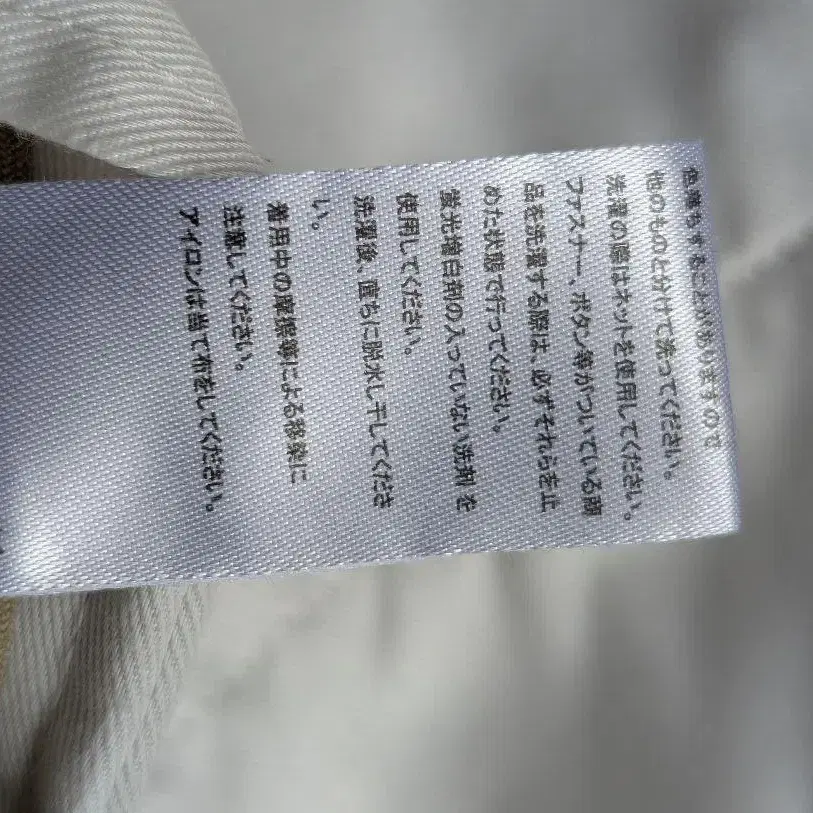 色落ちすることがありますので
他のものと分けて洗ってください。
洗濯の際はネットを使用してください。
ファスナー、ボタン等がついている商
品を洗濯する際は、必ずそれらを止
めた状態で行ってください。
蛍光増白剤の入っていない洗剤を
使用してください。
洗濯後、直ちに脱水し干してくださ
い。
着用中の摩擦等による移染に
注意してください。
アイロンは当て布をしてください。